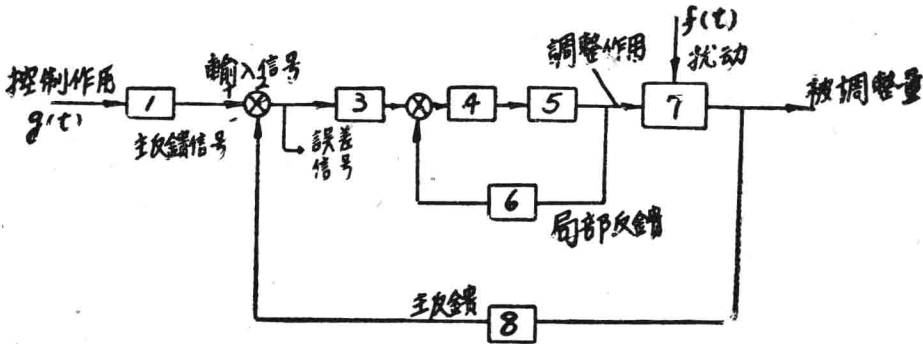 f(t)
扰动
調整作用
輸入信号
控制作用
g(t)
1
3
4
5
7
被調整量
主反饋信号
誤差
信号
6
局部反饋
主反饋
8